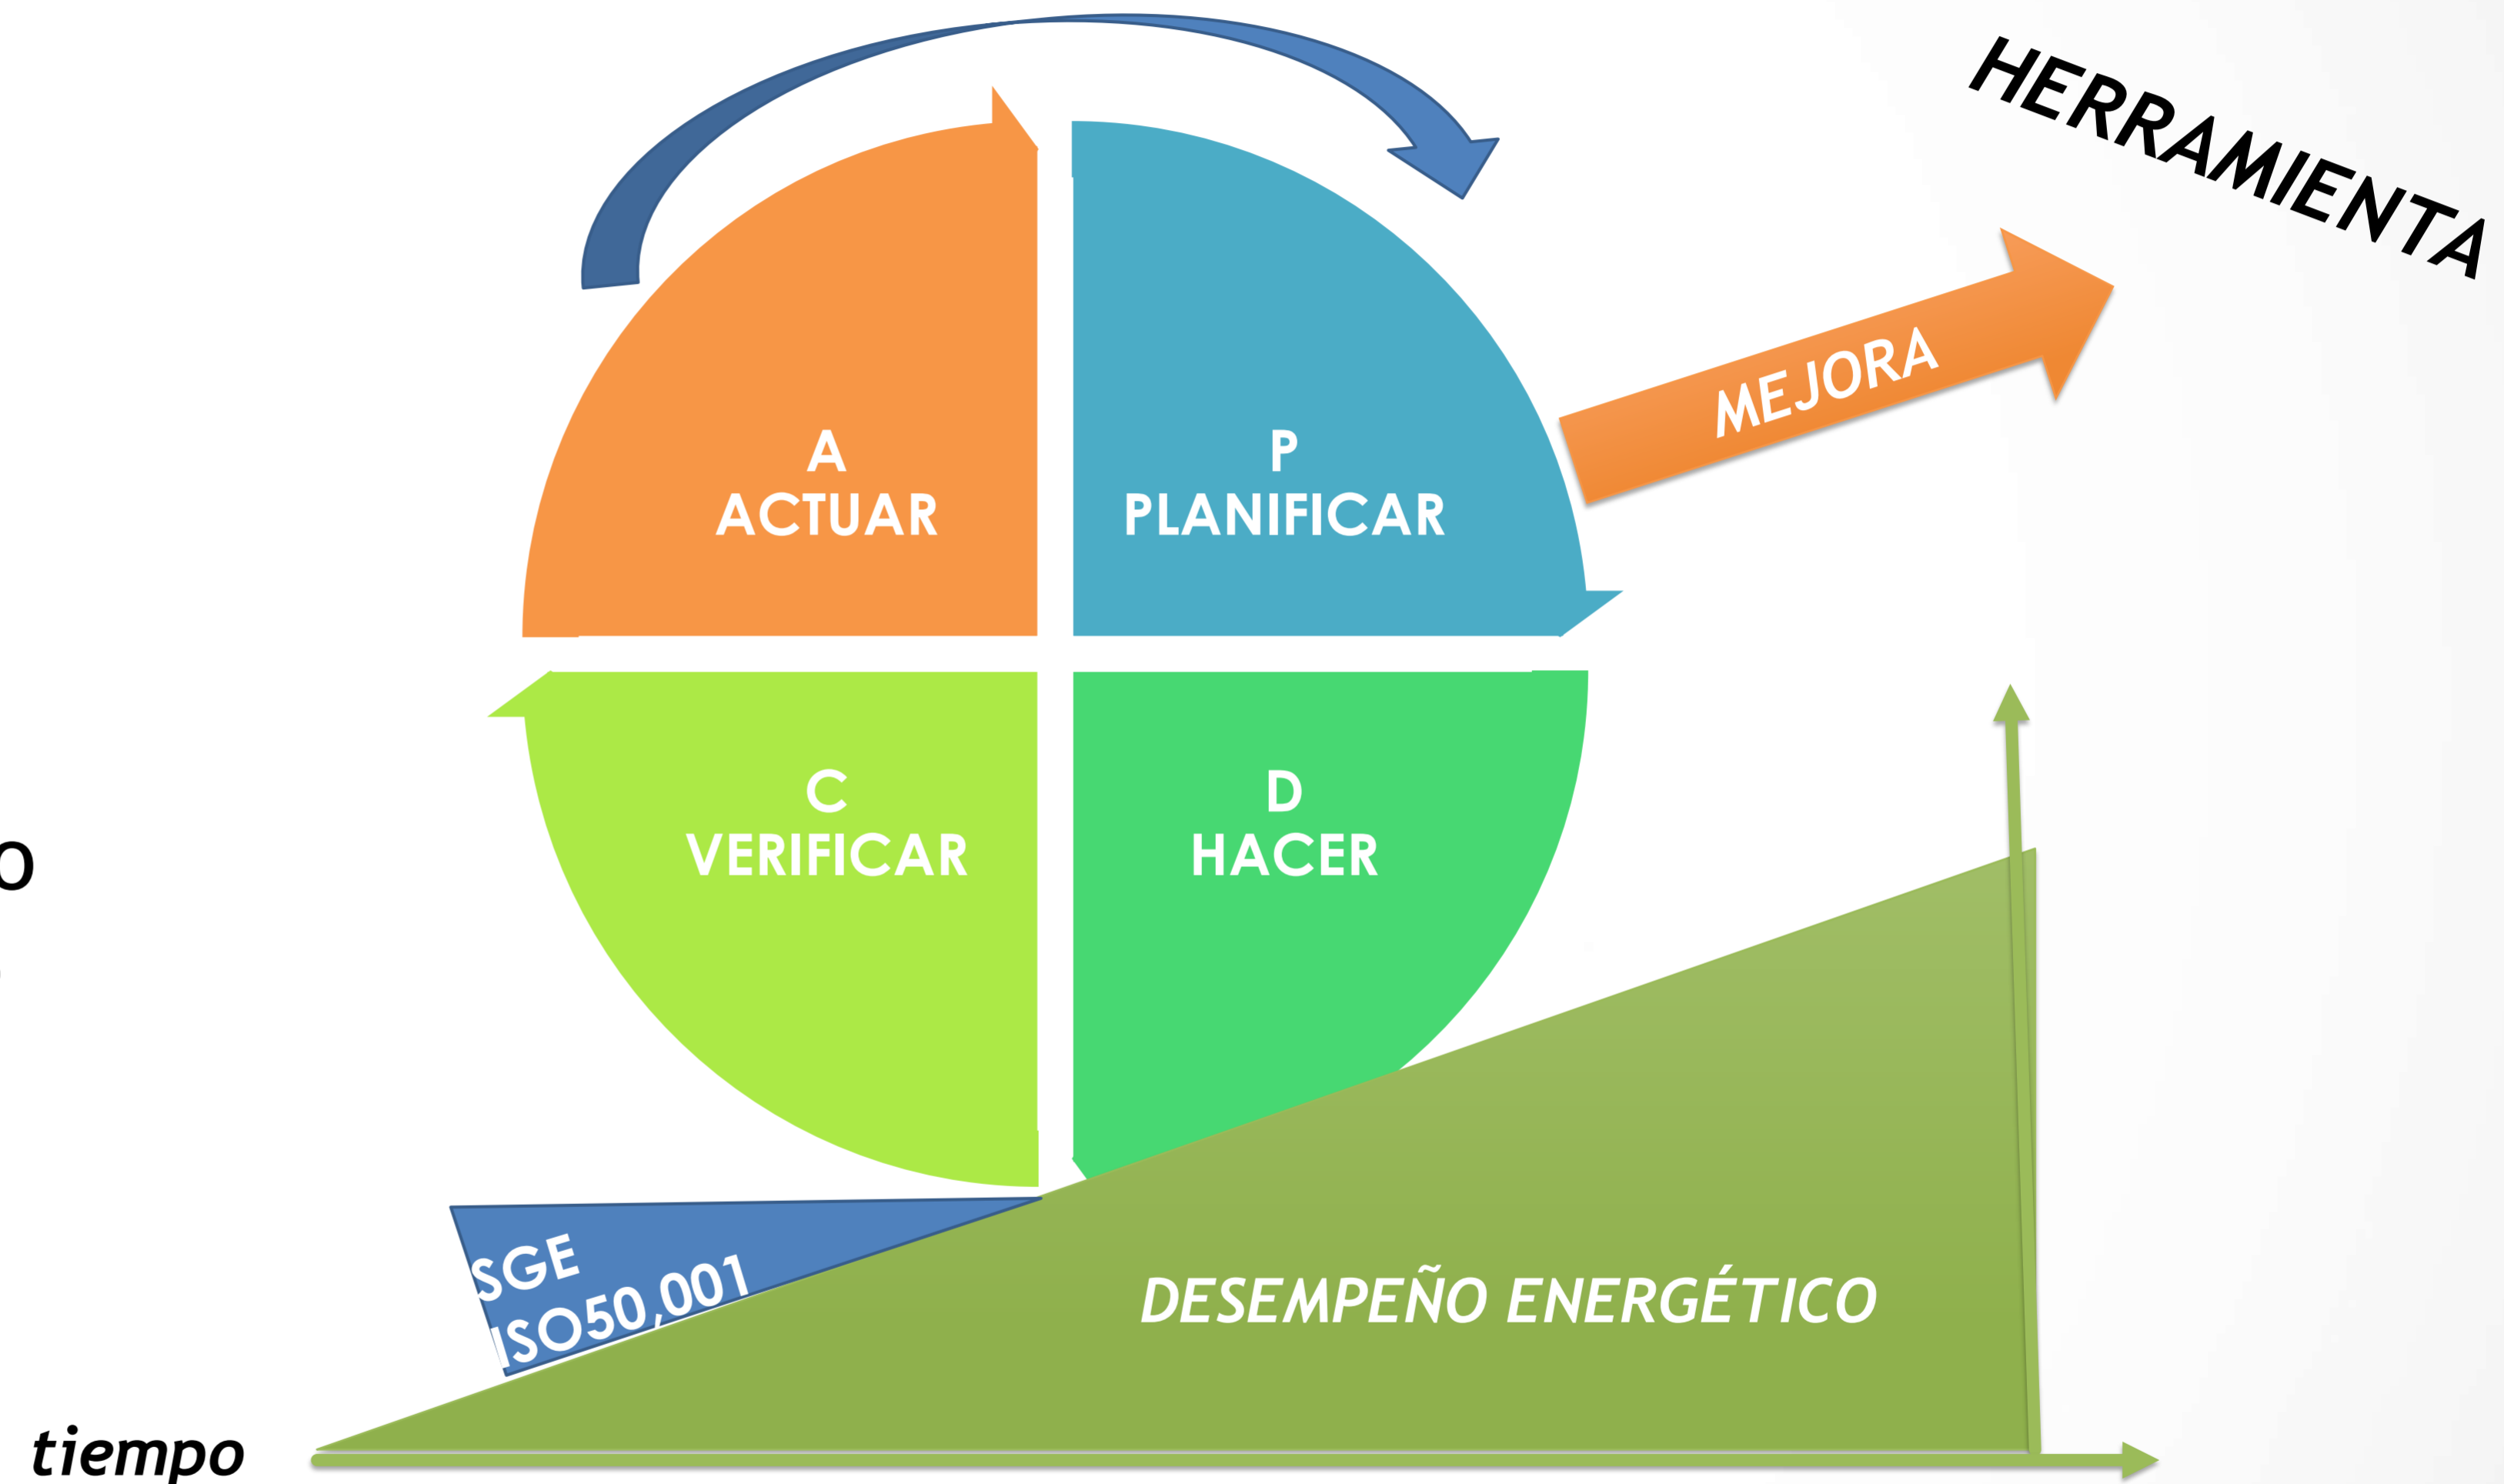 HERRAMIENTA
MEJORA
A
ACTUAR
P
PLANIFICAR
C
VERIFICAR
D
HACER
O
SGE
ISO50,001
DESEMPEÑO ENERGÉTICO
tiempo